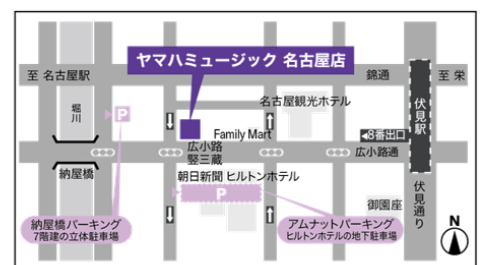 ヤマハミュージック 名古屋店
至 名古屋駅
錦通
至 栄
堀川
P
名古屋観光ホテル
伏見駅
Family Mart
◀8番出口
広小路
竪三蔵
広小路通
納屋橋
朝日新聞 ヒルトンホテル
P
伏見通り
御園座
納屋橋パーキング
7階建の立体駐車場
アムナットパーキング
ヒルトンホテルの地下駐車場
N